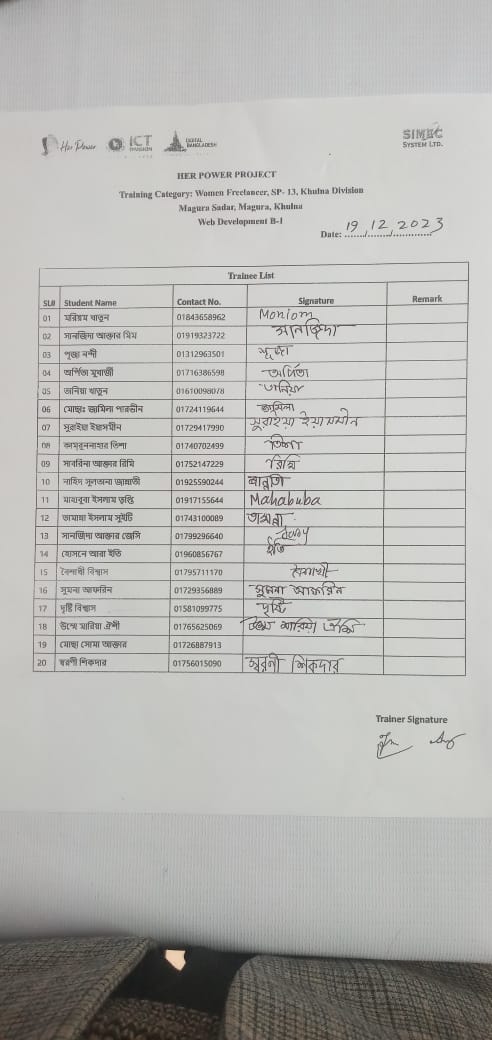 Her Power
ICT
DIVISION
DIGITAL
BANGLADESH
SIMEC
SYSTEM LTD.
HER POWER PROJECT
Training Category: Women Freelancer, SP- 13, Khulna Division
Magura Sadar, Magura, Khulna
Web Development B-1
Date: 19,12,2023
Trainee List
SL# Student Name Contact No. Signature Remark
01 মরিয়ম খাতুন 01843658962 Moniom
02 সানজিদা আক্তার মিম 01919323722 সানজিদা
03 পূজা নন্দী 01312963501 পূজা
04 অর্পিতা মুখার্জী 01716386598 অর্পিতা
05 তানিয়া খাতুন 01610098078 তানিয়া
06 মোছাঃ জামিলা পারভীন 01724119644 জামিলা
07 সুরাইয়া ইয়াসমীন 01729417990 সুরাইয়া ইয়াসমীন
08 কামরুননাহার তিশা 01740702499 তিশা
09 সাবরিনা আক্তার রিমি 01752147229 রিমি
10 নাহিদ সুলতানা জান্নাতী 01925590244 জান্নাতি
11 মাহাবুবা ইসলাম তৃপ্তি 01917155644 Mahabuba
12 তামান্না ইসলাম সুইটি 01743100089 তামান্না
13 সানজিদা আক্তার জেসি 01799296640
14 হোসনে আরা ইতি 01960856767 ইতি
15 বৈশাখী বিশ্বাস 01795711170 বৈশাখী
16 সুমনা আফরিন 01729356889 সুমনা আফরিন
17 দৃষ্টি বিশ্বাস 01581099775 দৃষ্টি
18 উম্মে মারিয়া ঐশী 01765625069 উম্মে মারিয়া ঐশি
19 মোছা সোমা আক্তার 01726887913
20 স্বরণী শিকদার 01756015090 স্বরনী শিকদার
Trainer Signature